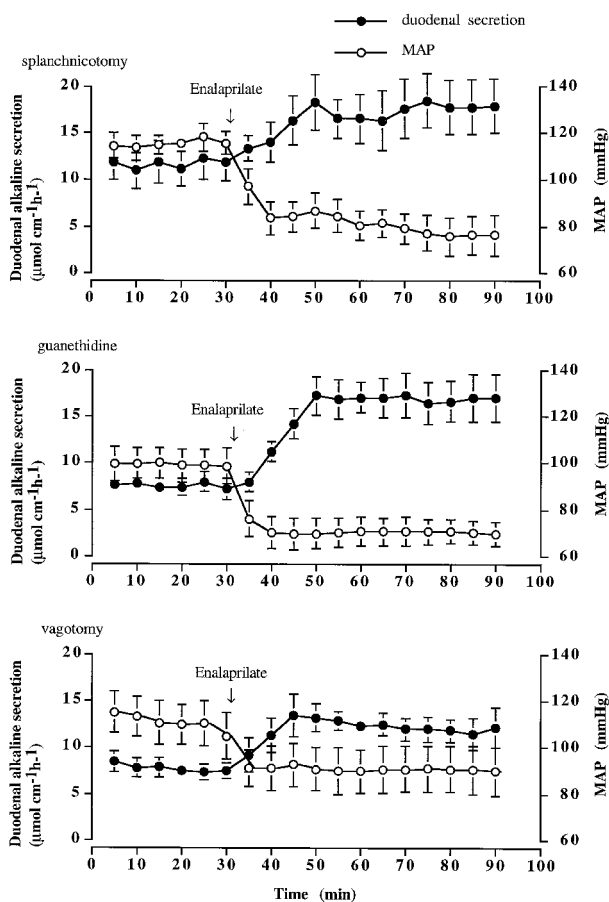 duodenal secretion
MAP
splanchnicotomy
Enalaprilate
20
15
10
5
0
140
120
100
80
60
0 10 20 30 40 50 60 70 80 90 100
Duodenal alkaline secretion
(μmol cm-1h-1)
MAP (mmHg)
guanethidine
Enalaprilate
20
15
10
5
0
140
120
100
80
60
0 10 20 30 40 50 60 70 80 90 100
Duodenal alkaline secretion
(μmol cm-1h-1)
MAP (mmHg)
vagotomy
Enalaprilate
20
15
10
5
0
140
120
100
80
60
0 10 20 30 40 50 60 70 80 90 100
Duodenal alkaline secretion
(μmol cm-1h-1)
MAP (mmHg)
Time (min)